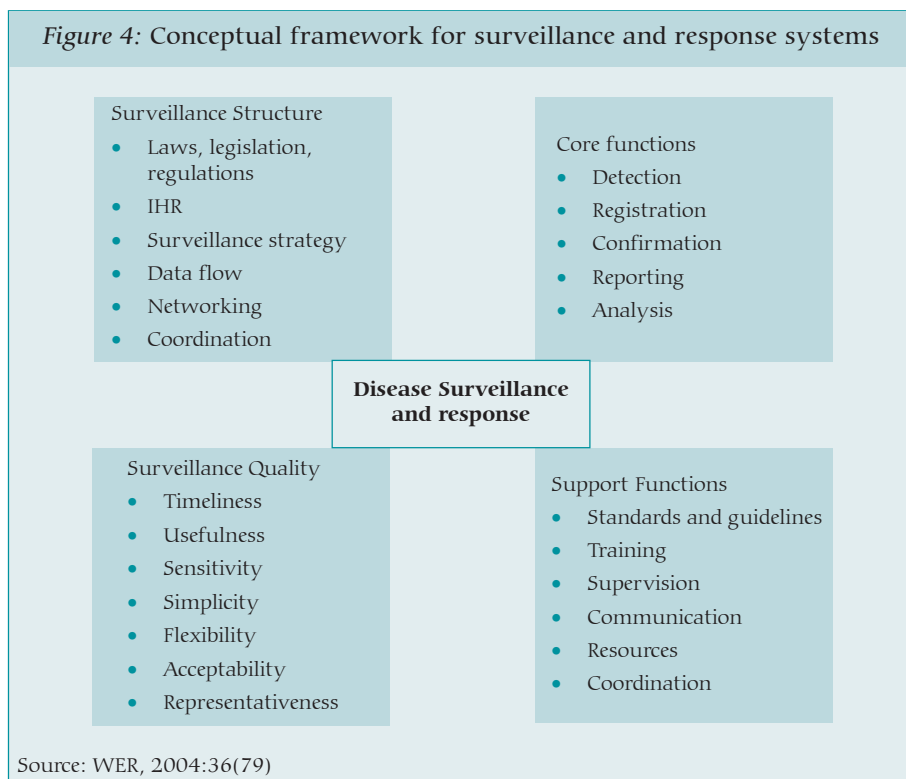 Figure 4: Conceptual framework for surveillance and response systems
Surveillance Structure
• Laws, legislation,
regulations
• IHR
• Surveillance strategy
• Data flow
• Networking
• Coordination
Core functions
• Detection
• Registration
• Confirmation
• Reporting
• Analysis
Disease Surveillance
and response
Surveillance Quality
• Timeliness
• Usefulness
• Sensitivity
• Simplicity
• Flexibility
• Acceptability
• Representativeness
Support Functions
• Standards and guidelines
• Training
• Supervision
• Communication
• Resources
• Coordination
Source: WER, 2004:36(79)